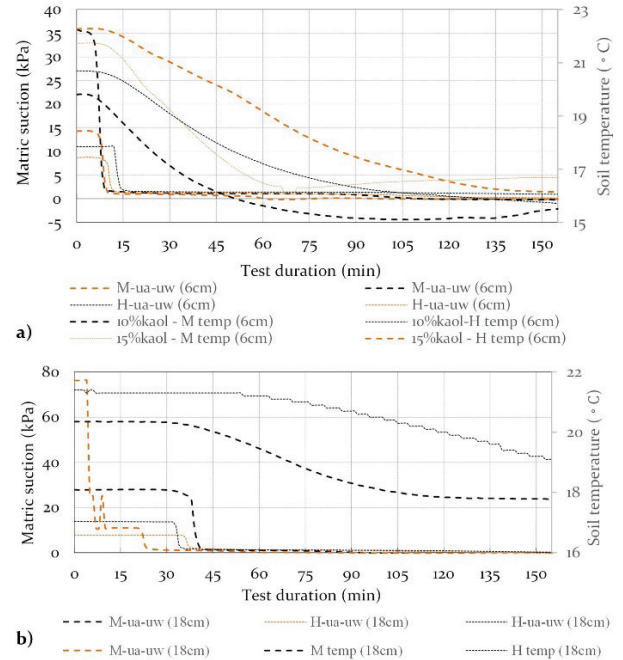 40
35
30
25
20
15
10
5
0
-5
23
21
19
17
15
Matric suction (kPa)
Soil temperature ( ° C)
0 15 30 45 60 75 90 105 120 135 150
Test duration (min)
M-ua-uw (6cm) M-ua-uw (6cm)
H-ua-uw (6cm) H-ua-uw (6cm)
10%kaol - M temp (6cm) 10%kaol-H temp (6cm)
15%kaol - M temp (6cm) 15%kaol - H temp (6cm)
a)
80
60
40
20
0
22
20
18
16
Matric suction (kPa)
Soil temperature ( ° C)
0 15 30 45 60 75 90 105 120 135 150
Test duration (min)
M-ua-uw (18cm) H-ua-uw (18cm) H-ua-uw (18cm)
M-ua-uw (18cm) M temp (18cm) H temp (18cm)
b)